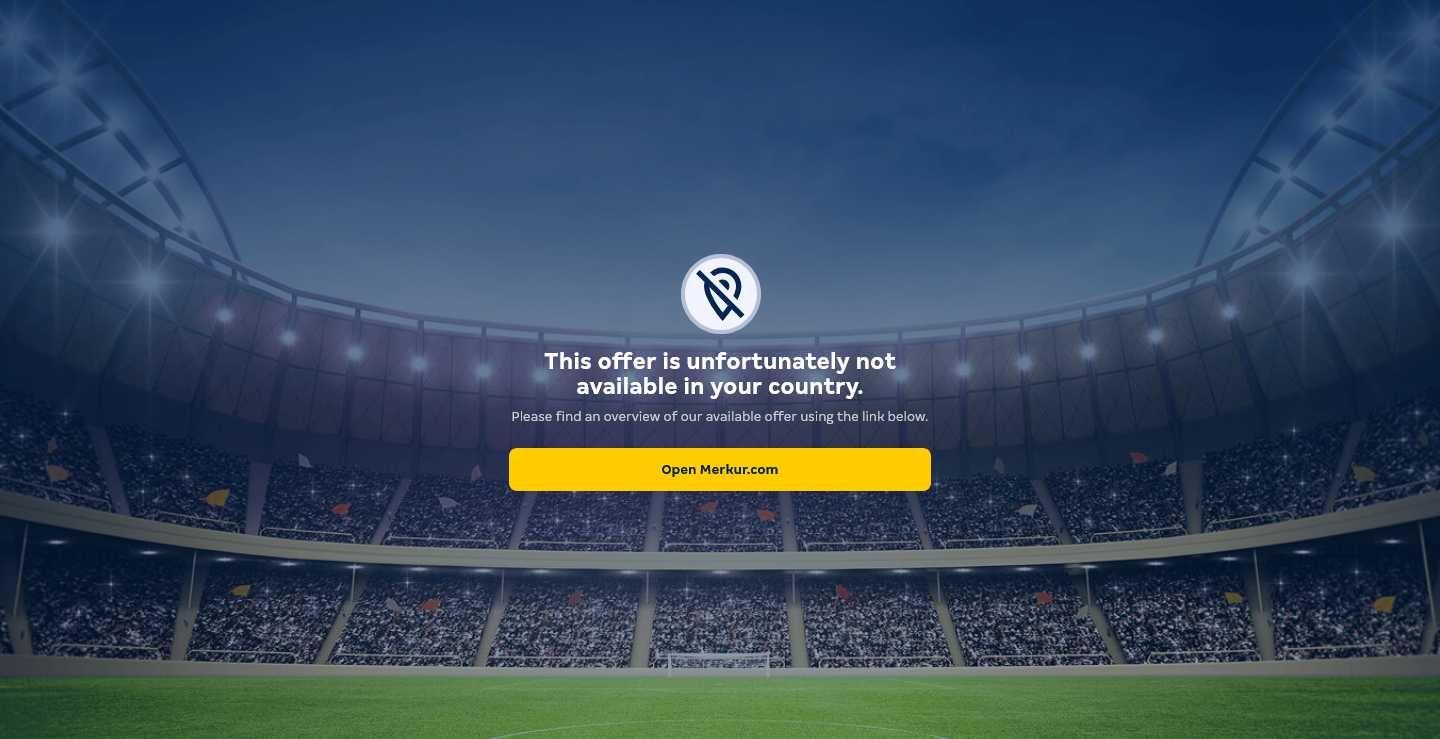 This offer is unfortunately not
available in your country.
Please find an overview of our available offer using the link below.
Open Merkur.com